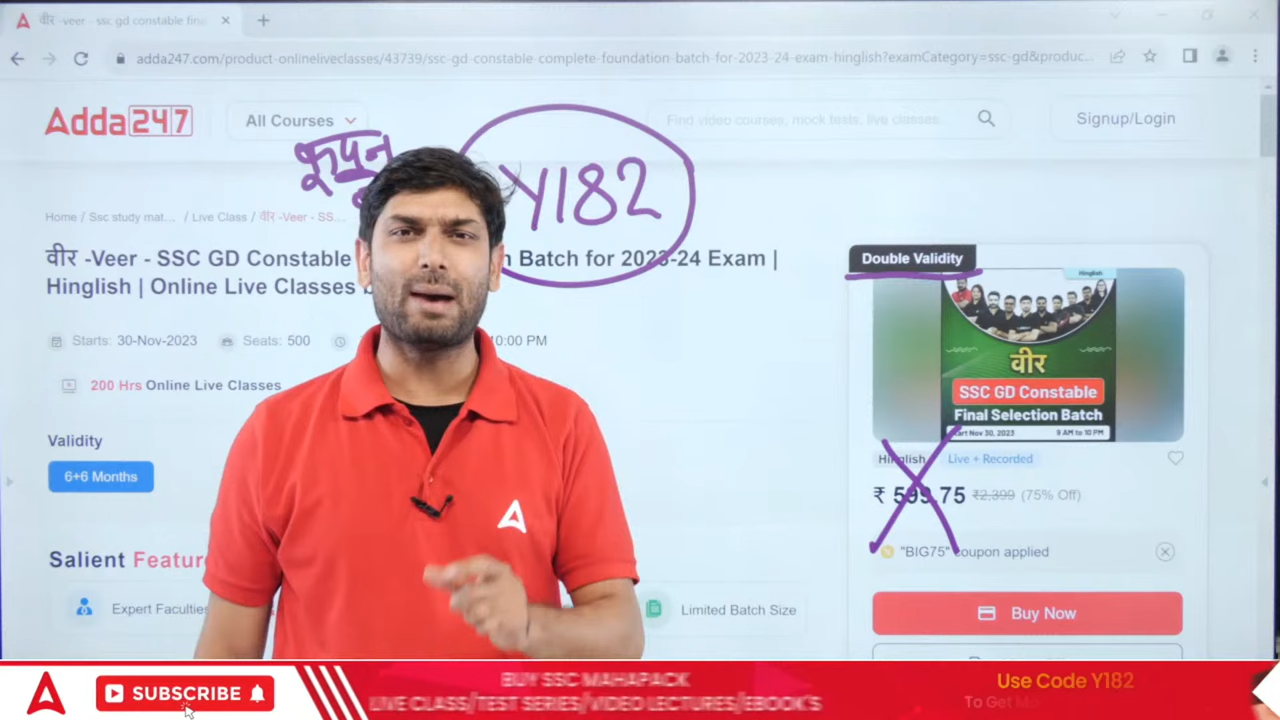 वीर -veer - ssc gd constable fina
adda247.com/product-onlineliveclasses/43739/ssc-gd-constable-complete-foundation-batch-for-2023-24-exam-hinglish?examCategory=ssc-gd&produc...
Adda247
All Courses
Find video courses, mock tests, live classes
Signup/Login
कूपन
Y182
Home / Ssc study mat... / Live Class / वीर -Veer - SS...
वीर -Veer - SSC GD Constable Batch for 2023-24 Exam |
Hinglish | Online Live Classes
Starts: 30-Nov-2023
Seats: 500
10:00 PM
200 Hrs Online Live Classes
Validity
6+6 Months
Salient Featur
Expert Faculties
Limited Batch Size
Double Validity
Hinglish
वीर
SSC GD Constable
Final Selection Batch
Start Nov 30, 2023 9 AM to 10 PM
Hinglish Live + Recorded
₹ 599.75 ₹2,399 (75% Off)
"BIG75" coupon applied
Buy Now
SUBSCRIBE
BUY SSC MAHAPACK
LIVE CLASS/TEST SERIES/VIDEO LECTURES/EBOOK'S
Use Code Y182
To Get